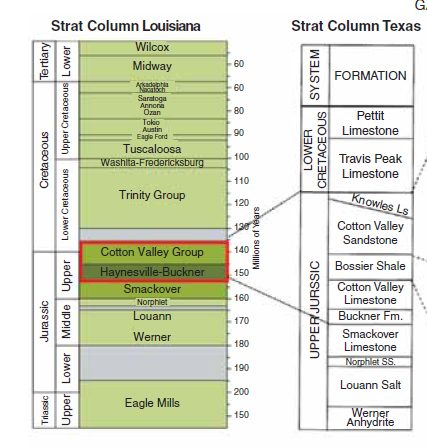 G
Strat Column Louisiana
Tertiary
Lower
Wilcox
Midway
Cretaceous
Upper Cretaceous
Arkadelphia
Nacatoch
Saratoga
Annona
Ozan
Tokio
Austin
Eagle Ford
Tuscaloosa
Washita-Fredericksburg
Lower Cretaceous
Trinity Group
Jurassic
Upper
Cotton Valley Group
Haynesville-Buckner
Smackover
Middle
Norphlet
Louann
Werner
Lower
Triassic
Upper
Eagle Mills
60
70
80
90
100
110
120
130
140
150
160
170
180
190
200
150
Millions of Years
Strat Column Texas
SYSTEM
FORMATION
LOWER
CRETACEOUS
Pettit
Limestone
Travis Peak
Limestone
UPPER JURSSIC
Knowles Ls
Cotton Valley
Sandstone
Bossier Shale
Cotton Valley
Limestone
Buckner Fm.
Smackover
Limestone
Norphlet SS.
Louann Salt
Werner
Anhydrite